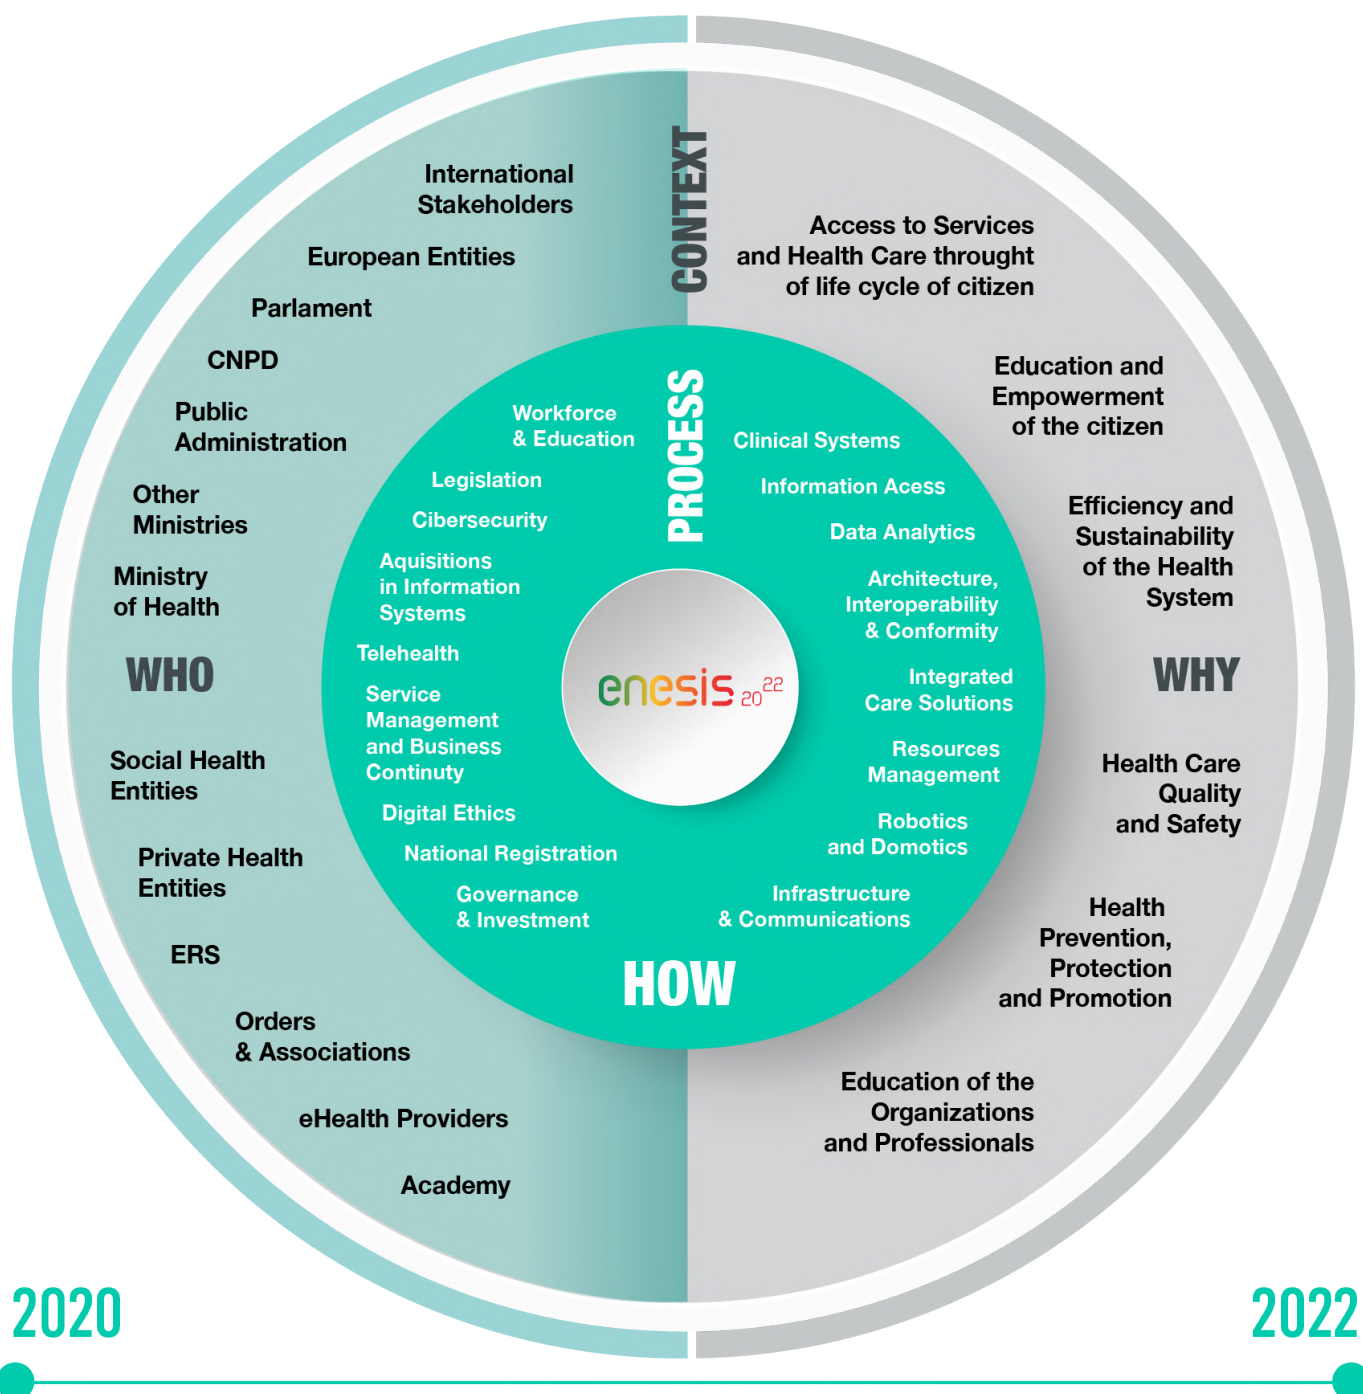 CONTEXT
International
Stakeholders
European Entities
Parlament
CNPD
Public
Administration
Other
Ministries
Ministry
of Health
WHO
Social Health
Entities
Private Health
Entities
ERS
Orders
& Associations
eHealth Providers
Academy
PROCESS
Workforce
& Education
Legislation
Cibersecurity
Aquisitions
in Information
Systems
Telehealth
Service
Management
and Business
Continuty
Digital Ethics
National Registration
Governance
& Investment
enesis 2022
Clinical Systems
Information Acess
Data Analytics
Architecture,
Interoperability
& Conformity
Integrated
Care Solutions
Resources
Management
Robotics
and Domotics
Infrastructure
& Communications
HOW
Access to Services
and Health Care throught
of life cycle of citizen
Education and
Empowerment
of the citizen
Efficiency and
Sustainability
of the Health
System
WHY
Health Care
Quality
and Safety
Health
Prevention,
Protection
and Promotion
Education of the
Organizations
and Professionals
2020
2022